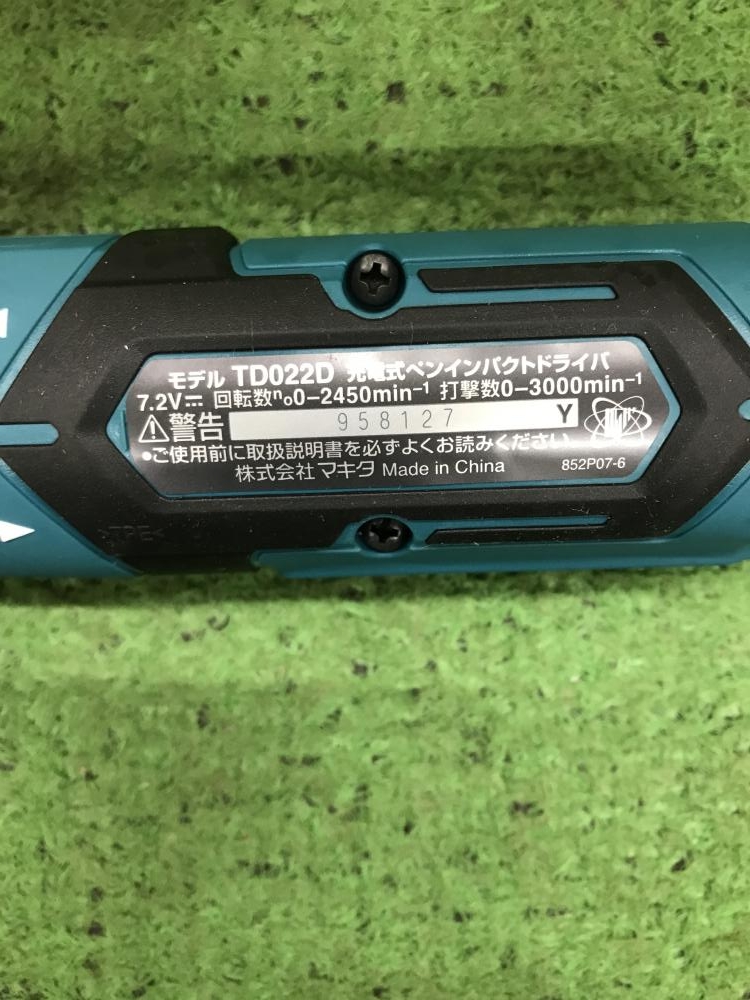 モデル TD022D 充電式ペンインパクトドライバ
7.2V⎓ 回転数n₀0-2450min⁻¹ 打撃数0-3000min⁻¹
⚠警告 958127 Y
•ご使用前に取扱説明書を必ずよくお読みください。
株式会社マキタ Made in China 852P07-6
>TPE<